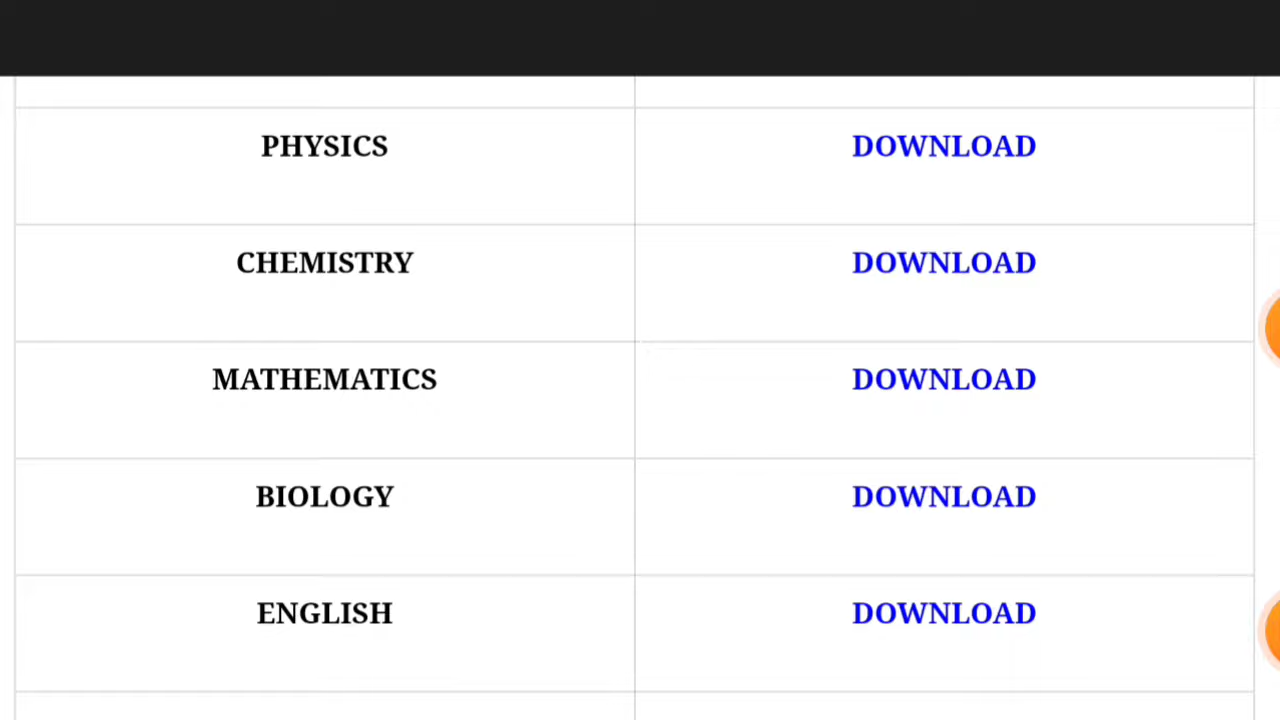 PHYSICS DOWNLOAD
CHEMISTRY DOWNLOAD
MATHEMATICS DOWNLOAD
BIOLOGY DOWNLOAD
ENGLISH DOWNLOAD